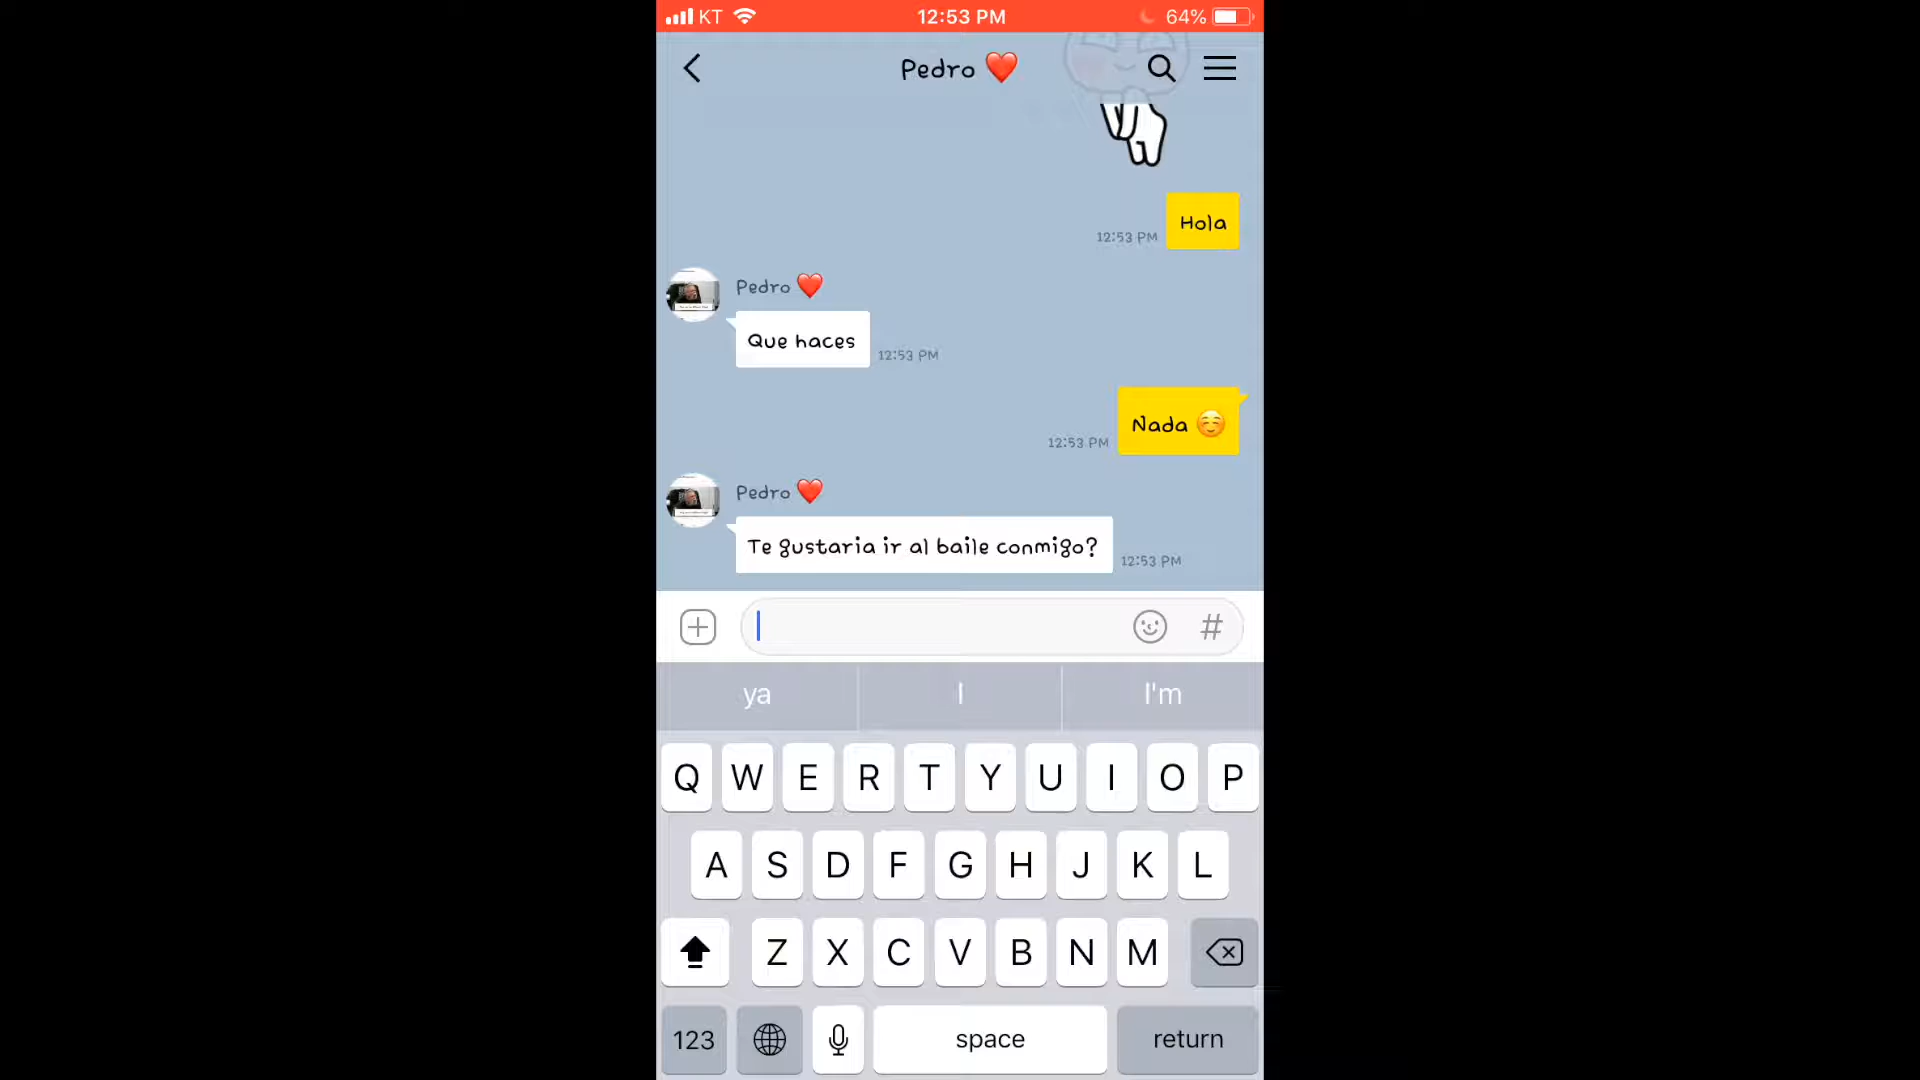 KT 12:53 PM 64%
Pedro ❤️
Hola
12:53 PM
Pedro ❤️
Que haces
12:53 PM
Nada ☺️
12:53 PM
Pedro ❤️
Te gustaria ir al baile conmigo?
12:53 PM
#
ya I I'm
Q W E R T Y U I O P
A S D F G H J K L
Z X C V B N M
123 space return